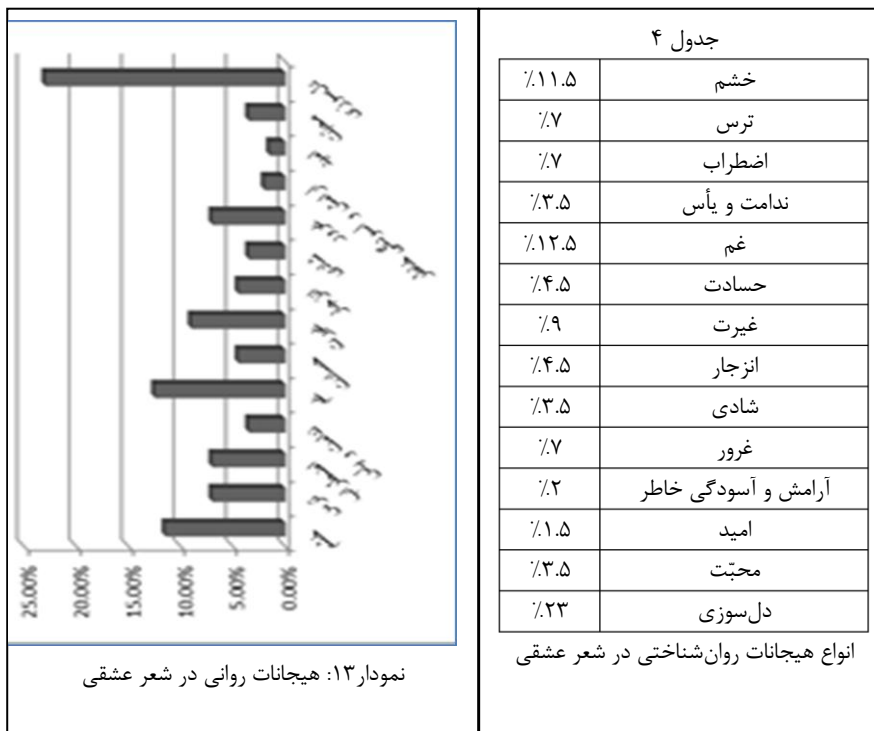 جدول ۴
خشم ٪۱۱.۵
ترس ٪۷
اضطراب ٪۷
ندامت و یأس ٪۳.۵
غم ٪۱۲.۵
حسادت ٪۴.۵
غیرت ٪۹
انزجار ٪۴.۵
شادی ٪۳.۵
غرور ٪۷
آرامش و آسودگی خاطر ٪۲
امید ٪۱.۵
محبّت ٪۳.۵
دل‌سوزی ٪۲۳
انواع هیجانات روان‌شناختی در شعر عشقی
25.00%
20.00%
15.00%
10.00%
5.00%
0.00%
نمودار۱۳: هیجانات روانی در شعر عشقی